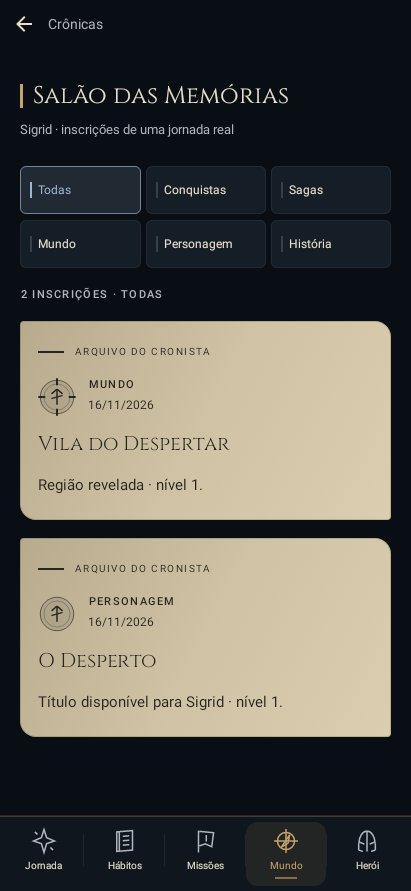 Crônicas
Salão das Memórias
Sigrid · inscrições de uma jornada real
Todas
Conquistas
Sagas
Mundo
Personagem
História
2 INSCRIÇÕES · TODAS
ARQUIVO DO CRONISTA
MUNDO
16/11/2026
Vila do Despertar
Região revelada · nível 1.
ARQUIVO DO CRONISTA
PERSONAGEM
16/11/2026
O Desperto
Título disponível para Sigrid · nível 1.
Jornada
Hábitos
Missões
Mundo
Herói